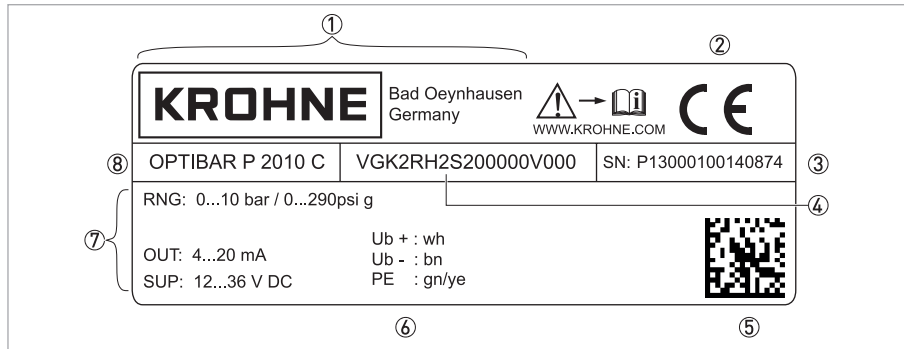 ①
②
KROHNE
Bad Oeynhausen
Germany
WWW.KROHNE.COM
CE
⑧
OPTIBAR P 2010 C
VGK2RH2S200000V000
SN: P13000100140874
③
④
⑦
RNG: 0...10 bar / 0...290psi g
OUT: 4...20 mA
SUP: 12...36 V DC
Ub + : wh
Ub - : bn
PE : gn/ye
⑥
⑤